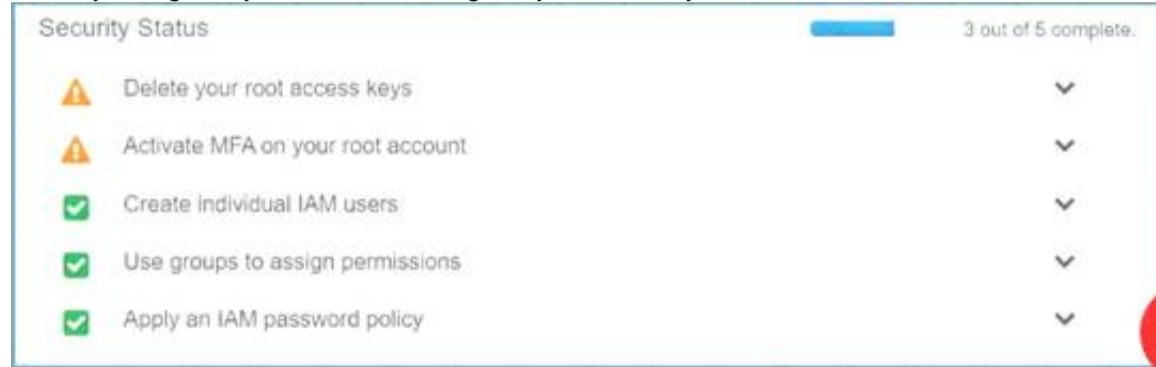 Security Status
3 out of 5 complete.
Delete your root access keys
Activate MFA on your root account
Create individual IAM users
Use groups to assign permissions
Apply an IAM password policy